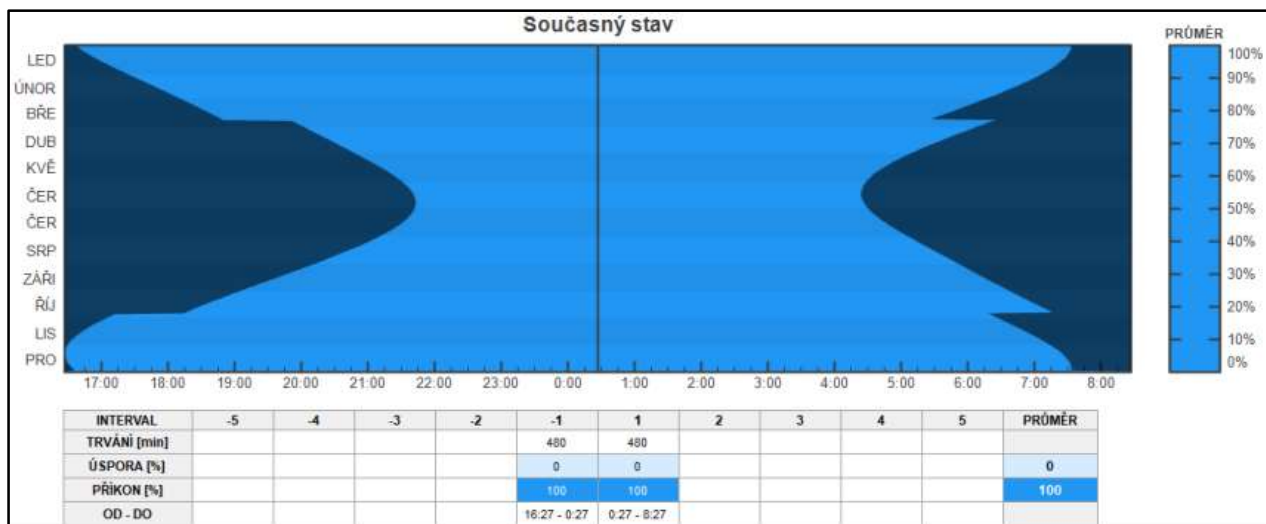 Současný stav
PRŮMĚR
LED
ÚNOR
BŘE
DUB
KVĚ
ČER
ČER
SRP
ZÁŘI
ŘÍJ
LIS
PRO
100%
90%
80%
70%
60%
50%
40%
30%
20%
10%
0%
17:00 18:00 19:00 20:00 21:00 22:00 23:00 0:00 1:00 2:00 3:00 4:00 5:00 6:00 7:00 8:00
INTERVAL -5 -4 -3 -2 -1 1 2 3 4 5 PRŮMĚR
TRVÁNÍ [min] 480 480
ÚSPORA [%] 0 0 0
PŘÍKON [%] 100 100 100
OD - DO 16:27 - 0:27 0:27 - 8:27